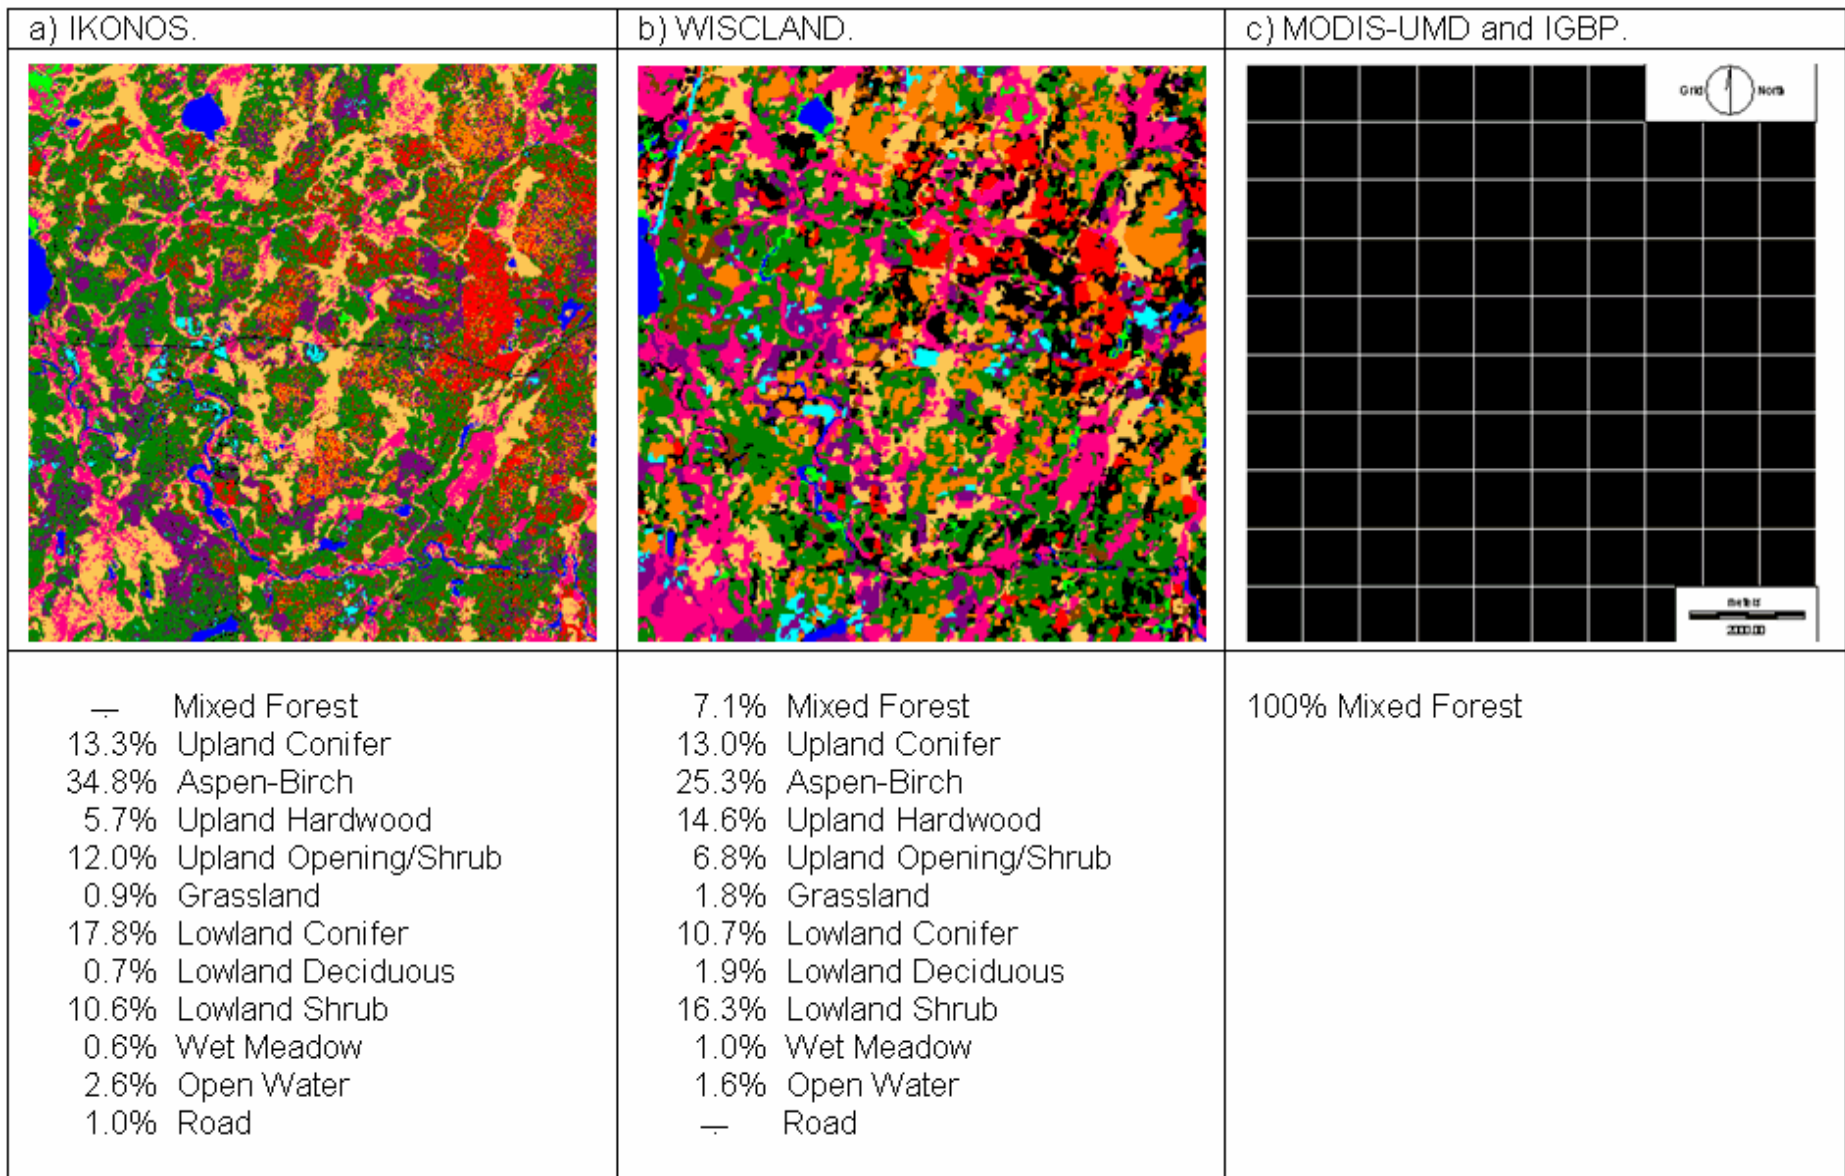 a) IKONOS.
b) WISCLAND.
c) MODIS-UMD and IGBP.
Grid North
meters
2000.00
— Mixed Forest
13.3% Upland Conifer
34.8% Aspen-Birch
5.7% Upland Hardwood
12.0% Upland Opening/Shrub
0.9% Grassland
17.8% Lowland Conifer
0.7% Lowland Deciduous
10.6% Lowland Shrub
0.6% Wet Meadow
2.6% Open Water
1.0% Road
7.1% Mixed Forest
13.0% Upland Conifer
25.3% Aspen-Birch
14.6% Upland Hardwood
6.8% Upland Opening/Shrub
1.8% Grassland
10.7% Lowland Conifer
1.9% Lowland Deciduous
16.3% Lowland Shrub
1.0% Wet Meadow
1.6% Open Water
— Road
100% Mixed Forest